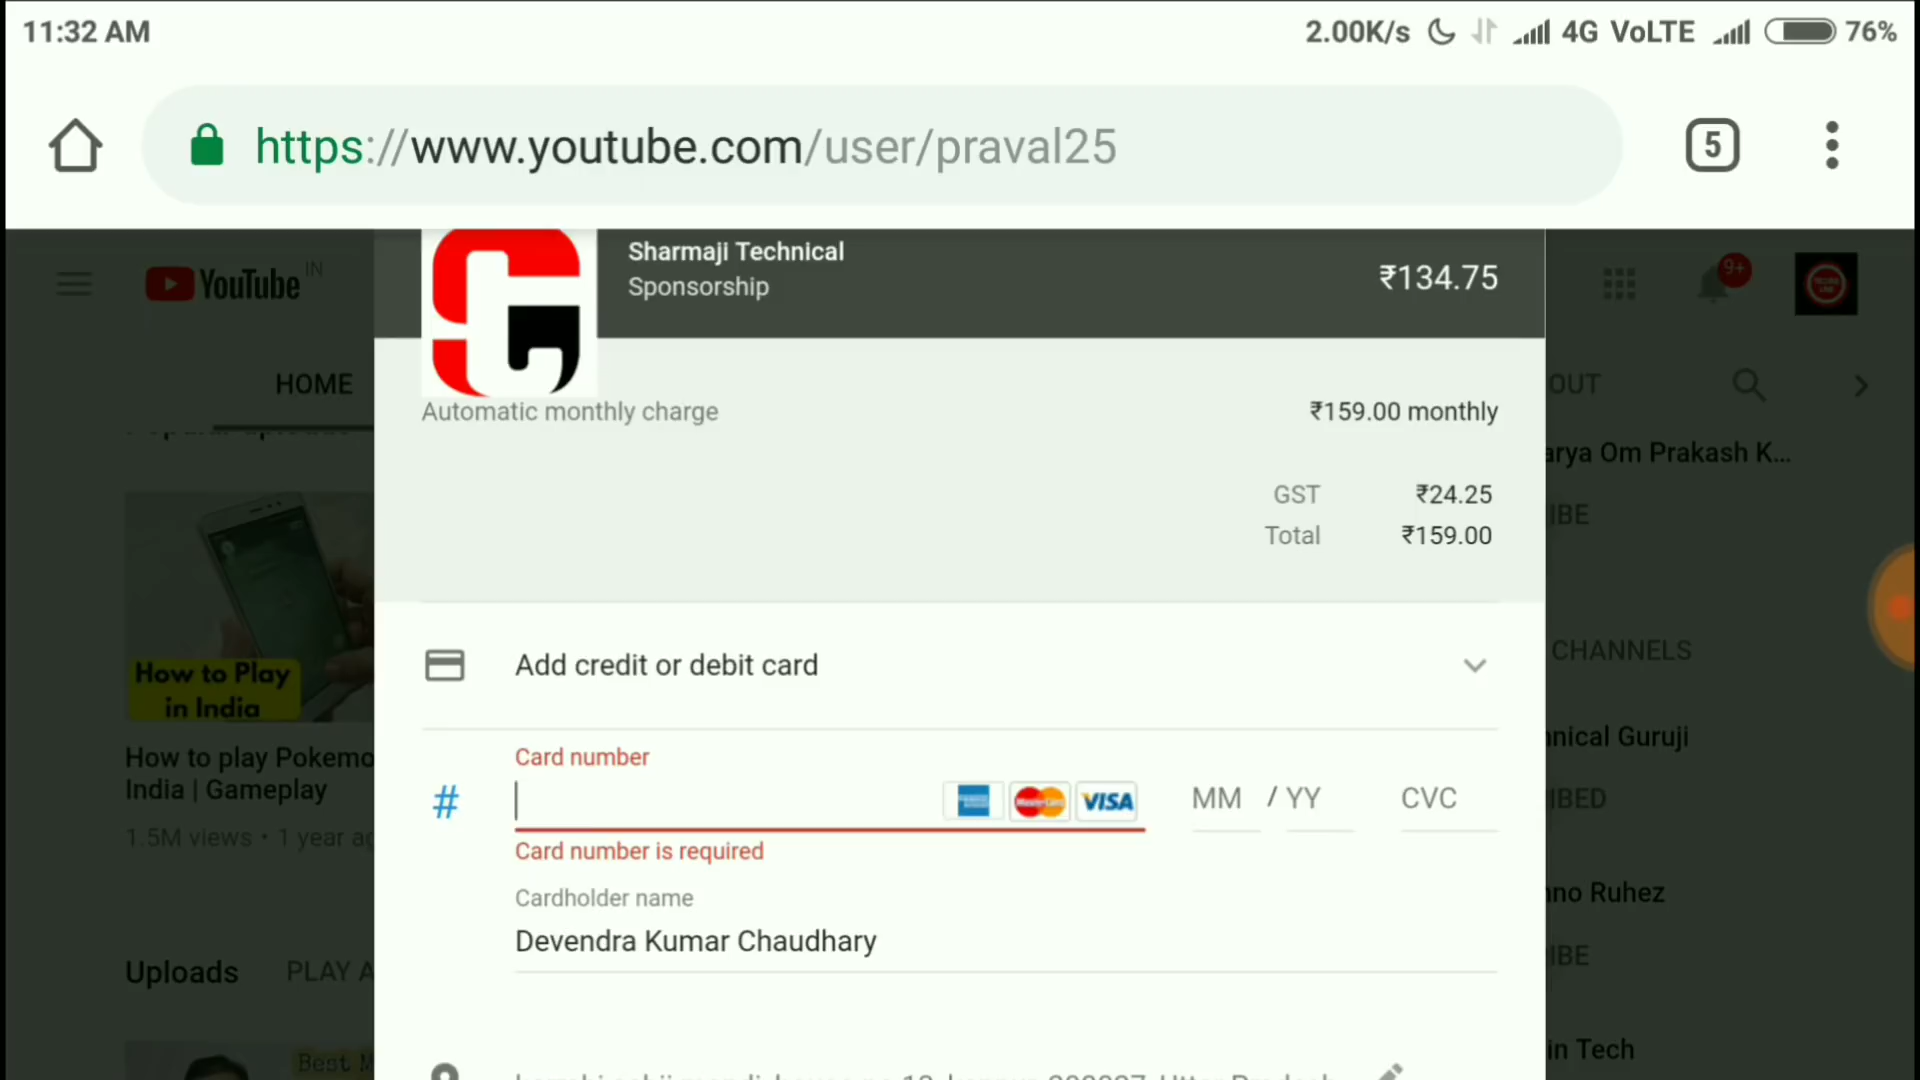 11:32 AM
2.00K/s 4G VoLTE 76%
https://www.youtube.com/user/praval25
5
Sharmaji Technical
Sponsorship
₹134.75
YouTube IN
9+
HOME
OUT
Automatic monthly charge
₹159.00 monthly
GST ₹24.25
Total ₹159.00
arya Om Prakash K...
IBE
Add credit or debit card
CHANNELS
How to Play
in India
How to play Pokemo
India | Gameplay
1.5M views • 1 year ag
Card number
# VISA MM / YY CVC
Card number is required
Cardholder name
Devendra Kumar Chaudhary
nical Guruji
IBED
no Ruhez
IBE
Uploads PLAY A
in Tech
Best M